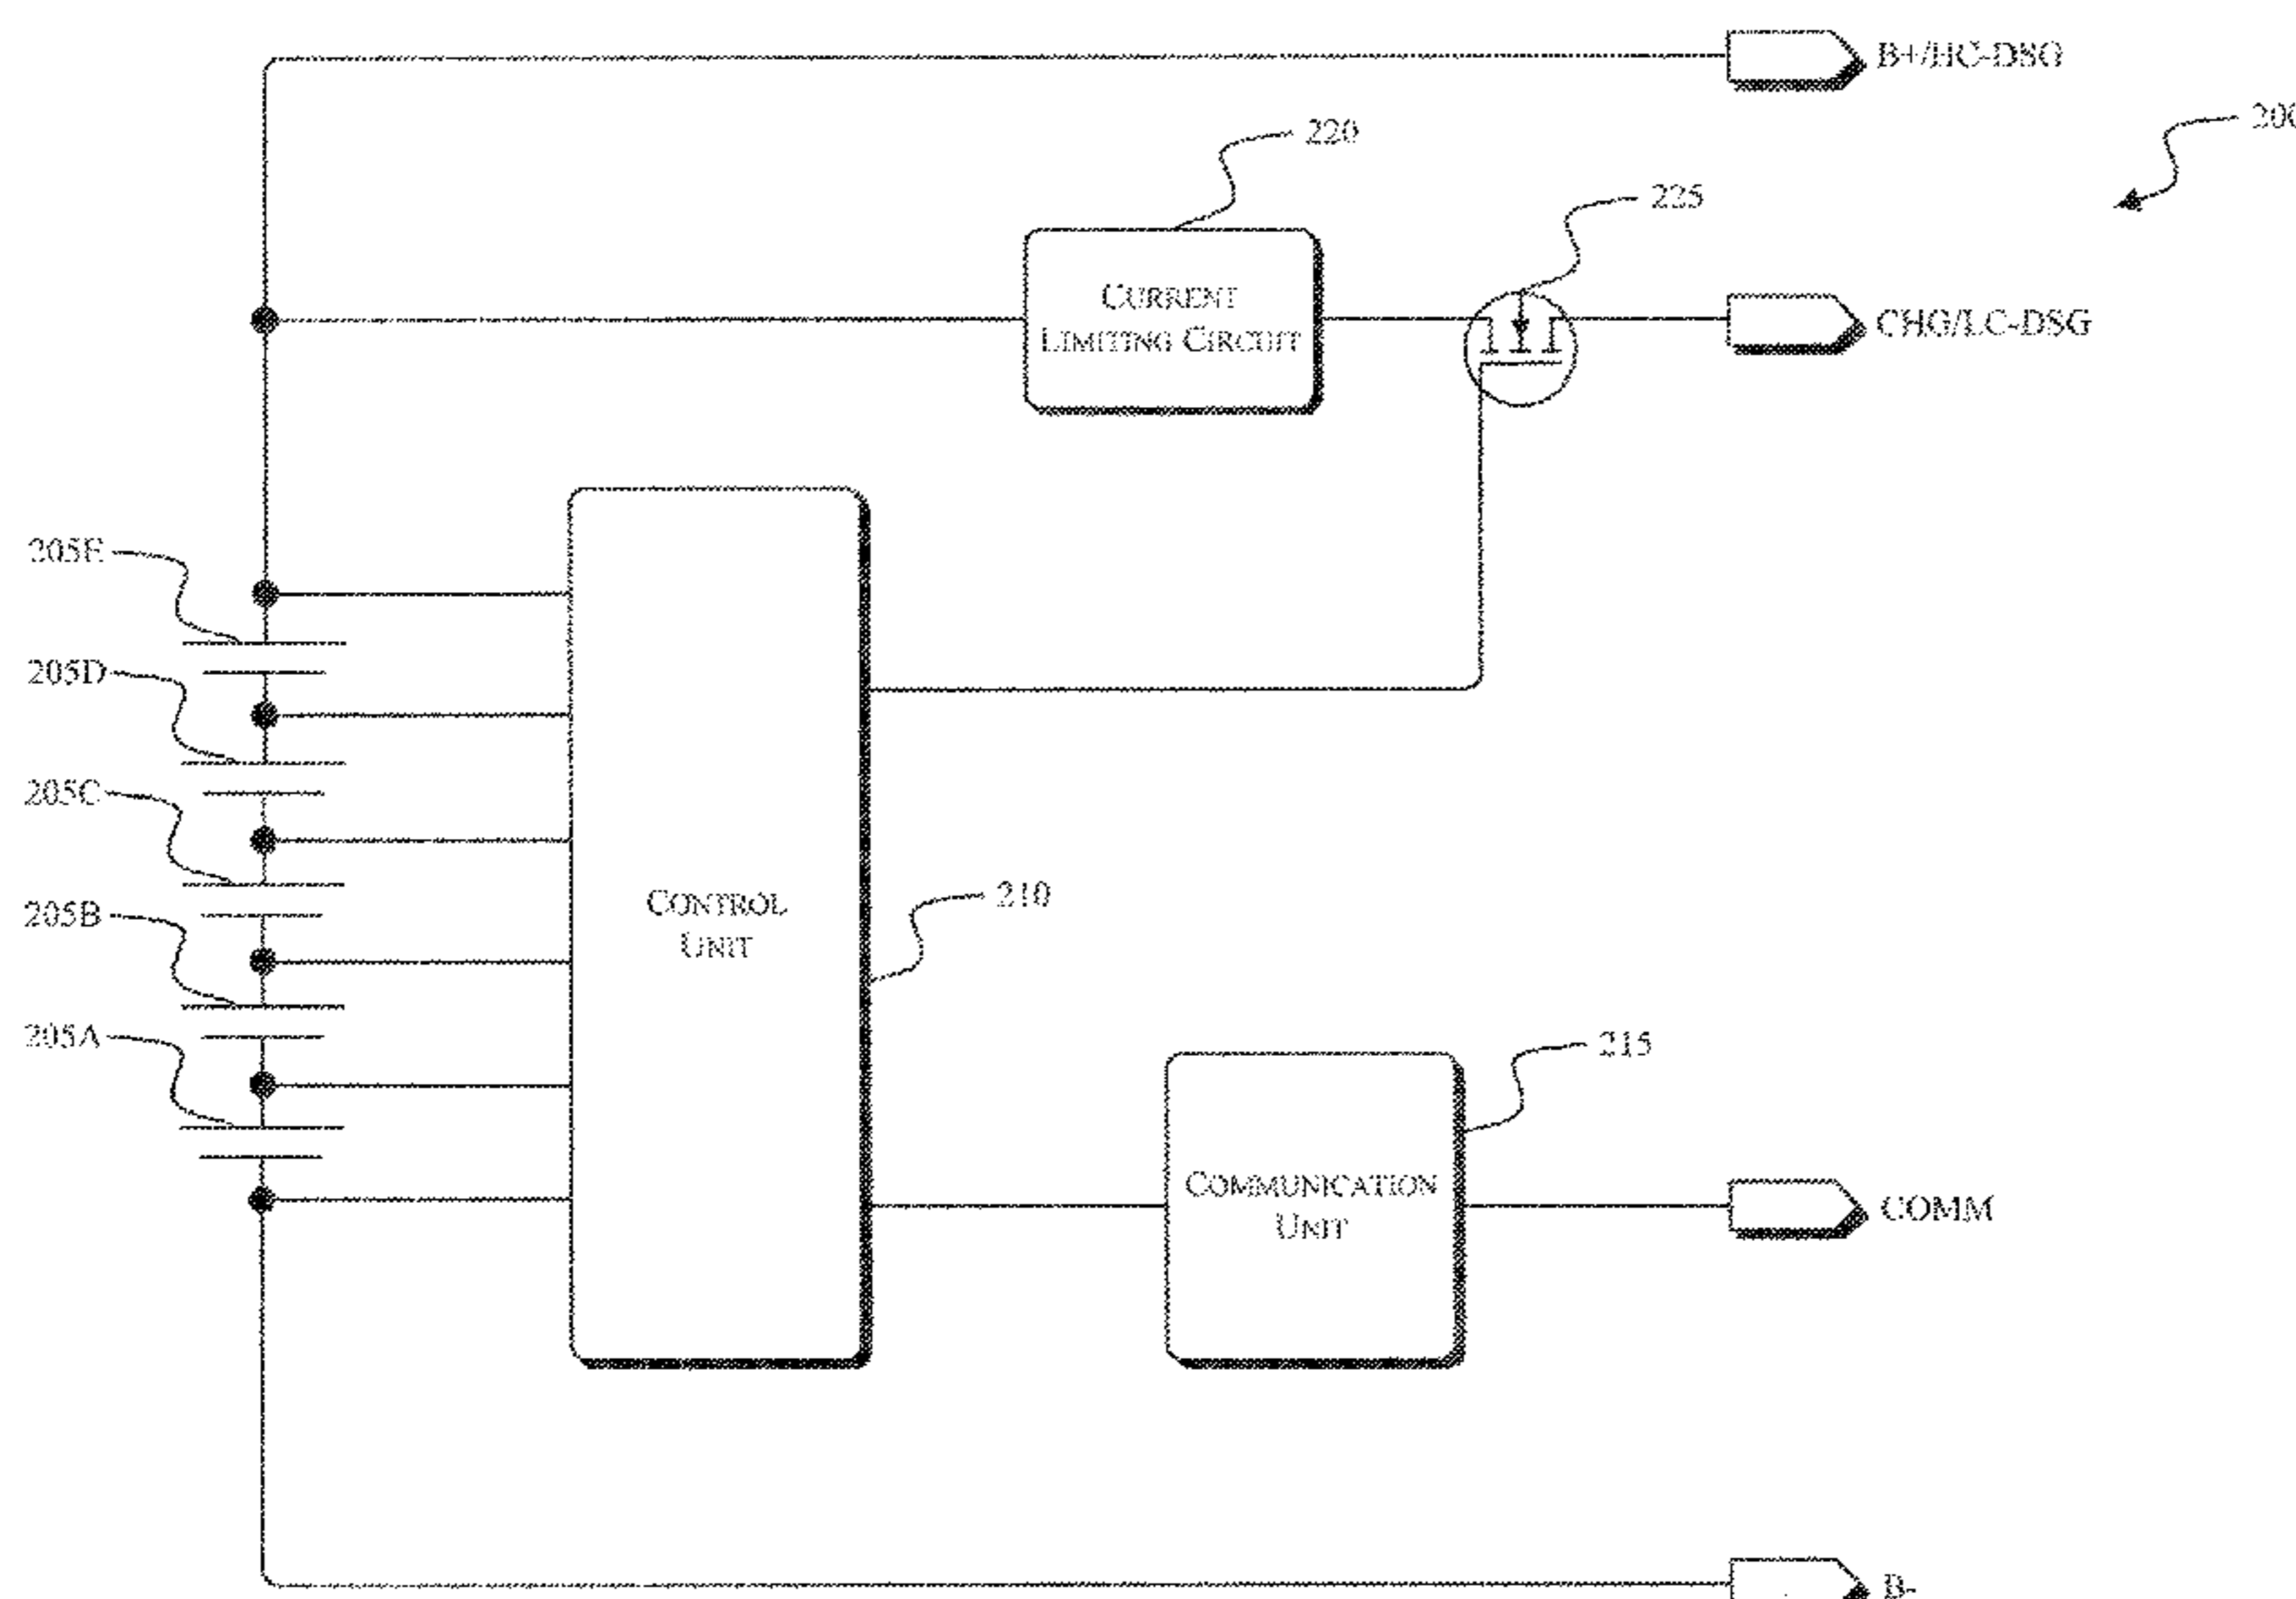 B+/HC-DSG
200
220
225
CURRENT
LIMITING CIRCUIT
CHG/LC-DSG
205E
205D
205C
205B
205A
CONTROL
UNIT
210
215
COMMUNICATION
UNIT
COMM
B-